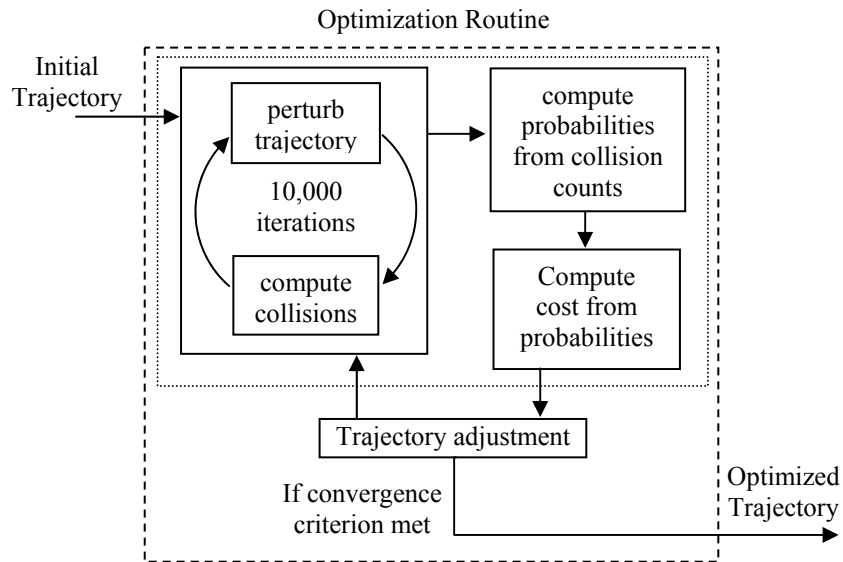 Optimization Routine
Initial
Trajectory
perturb
trajectory
10,000
iterations
compute
collisions
compute
probabilities
from collision
counts
Compute
cost from
probabilities
Trajectory adjustment
If convergence
criterion met
Optimized
Trajectory